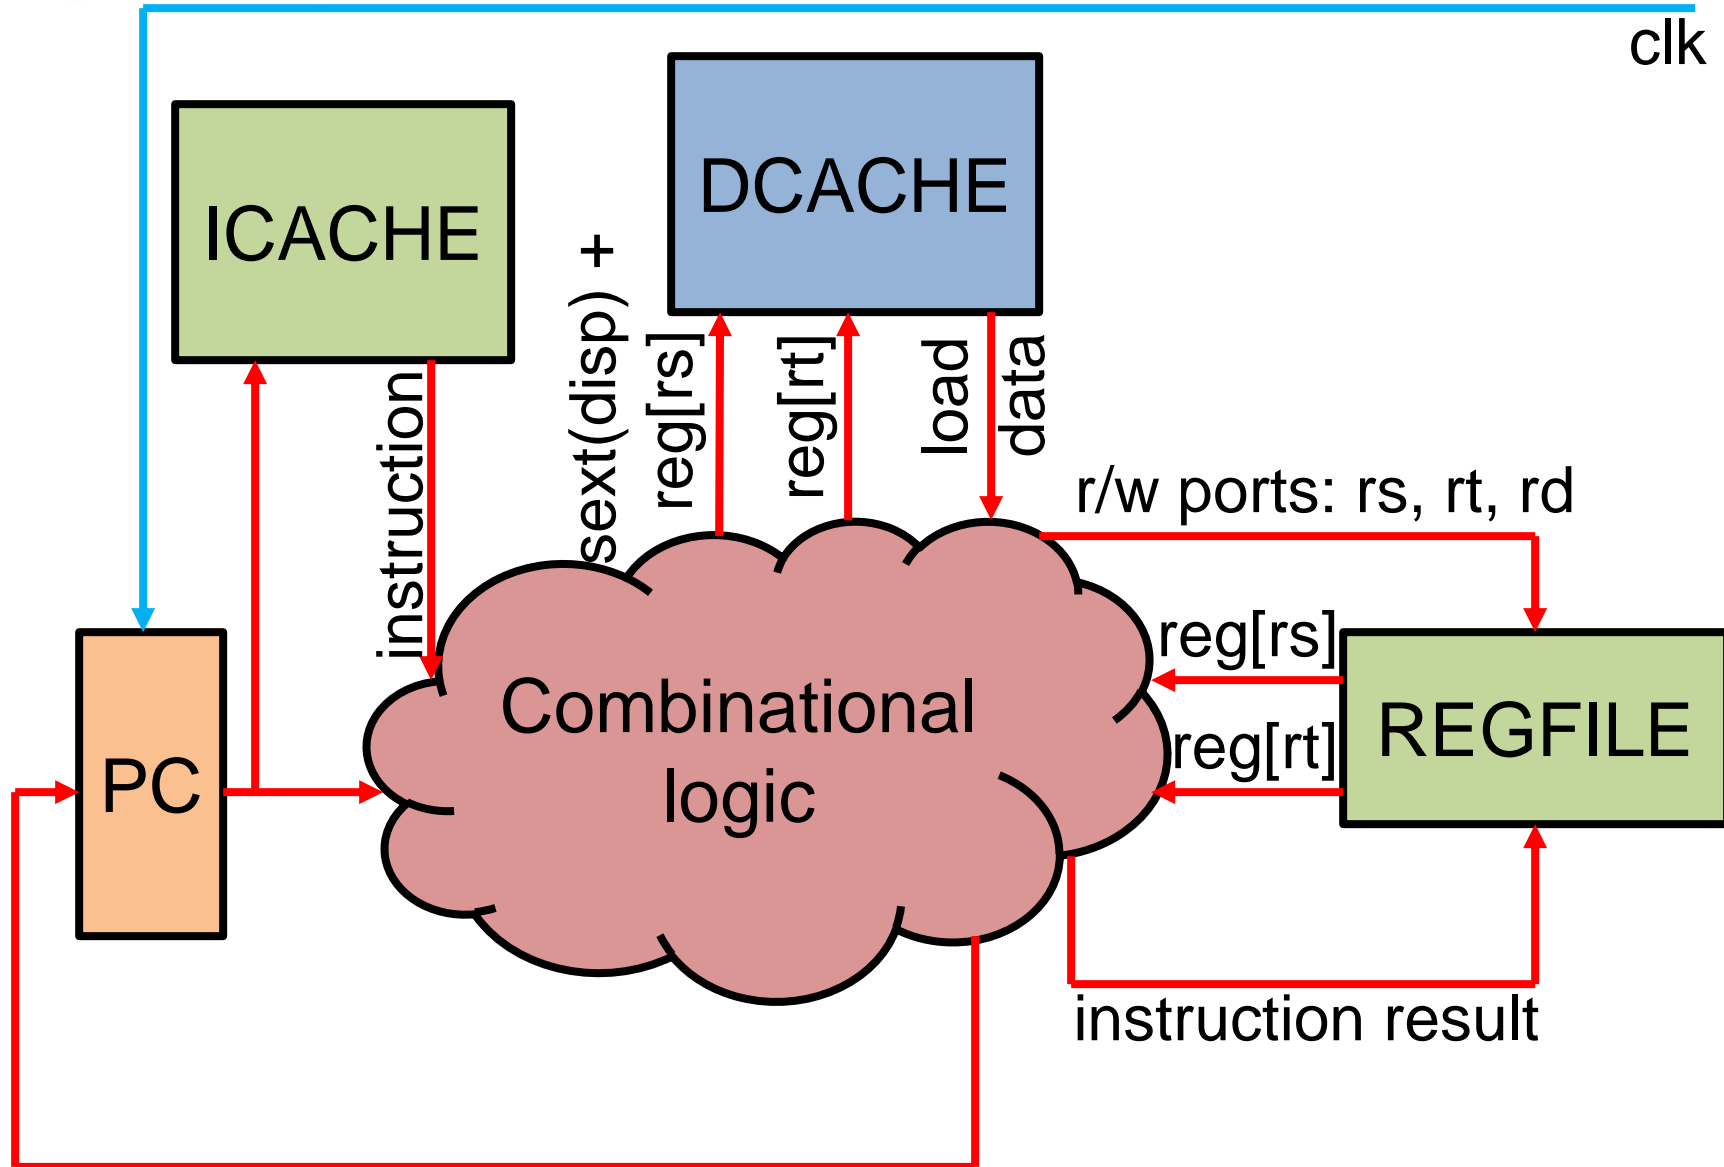 clk
ICACHE
DCACHE
instruction
sext(disp) +
reg[rs]
reg[rt]
load
data
r/w ports: rs, rt, rd
reg[rs]
reg[rt]
REGFILE
PC
Combinational
logic
instruction result